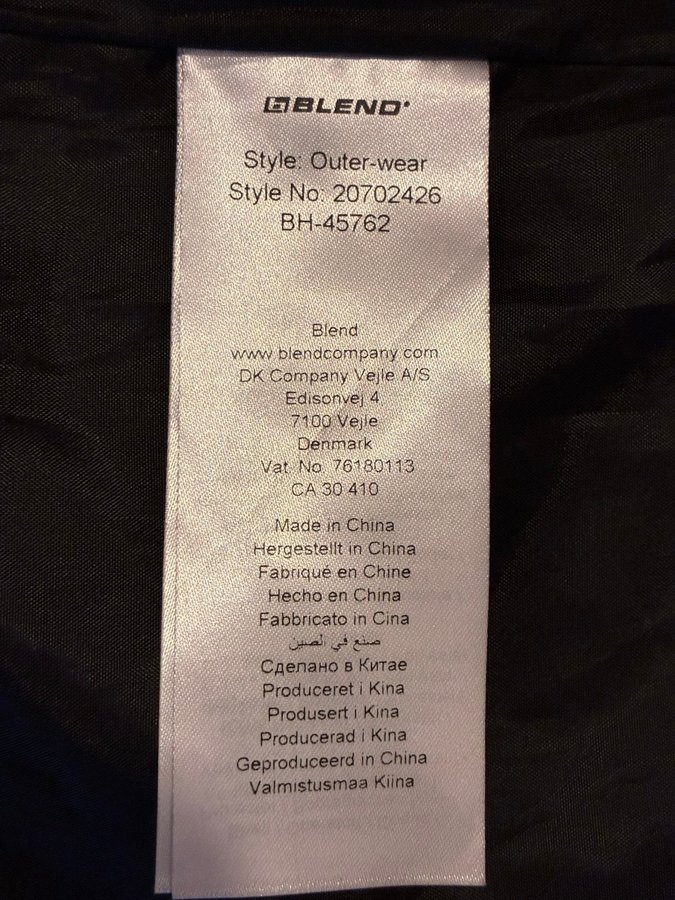 BLEND
Style: Outer-wear
Style No: 20702426
BH-45762
Blend
www.blendcompany.com
DK Company Vejle A/S
Edisonvej 4
7100 Vejle
Denmark
Vat. No. 76180113
CA 30 410
Made in China
Hergestellt in China
Fabriqué en Chine
Hecho en China
Fabbricato in Cina
صنع في الصين
Сделано в Китае
Produceret i Kina
Produsert i Kina
Producerad i Kina
Geproduceerd in China
Valmistusmaa Kiina